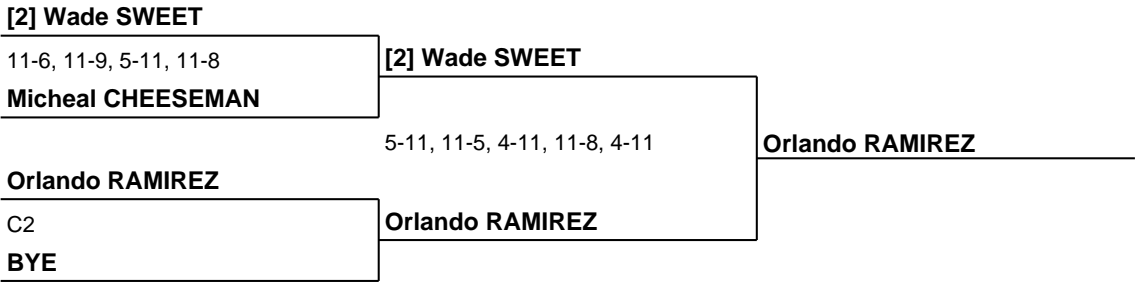 [2] Wade SWEET
11-6, 11-9, 5-11, 11-8
[2] Wade SWEET
Micheal CHEESEMAN
5-11, 11-5, 4-11, 11-8, 4-11
Orlando RAMIREZ
Orlando RAMIREZ
C2
Orlando RAMIREZ
BYE